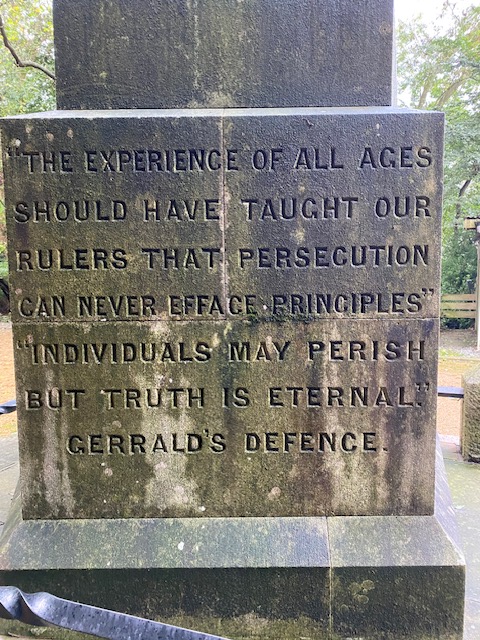 "THE EXPERIENCE OF ALL AGES
SHOULD HAVE TAUGHT OUR
RULERS THAT PERSECUTION
CAN NEVER EFFACE PRINCIPLES"
"INDIVIDUALS MAY PERISH
BUT TRUTH IS ETERNAL."
GERRALD'S DEFENCE.